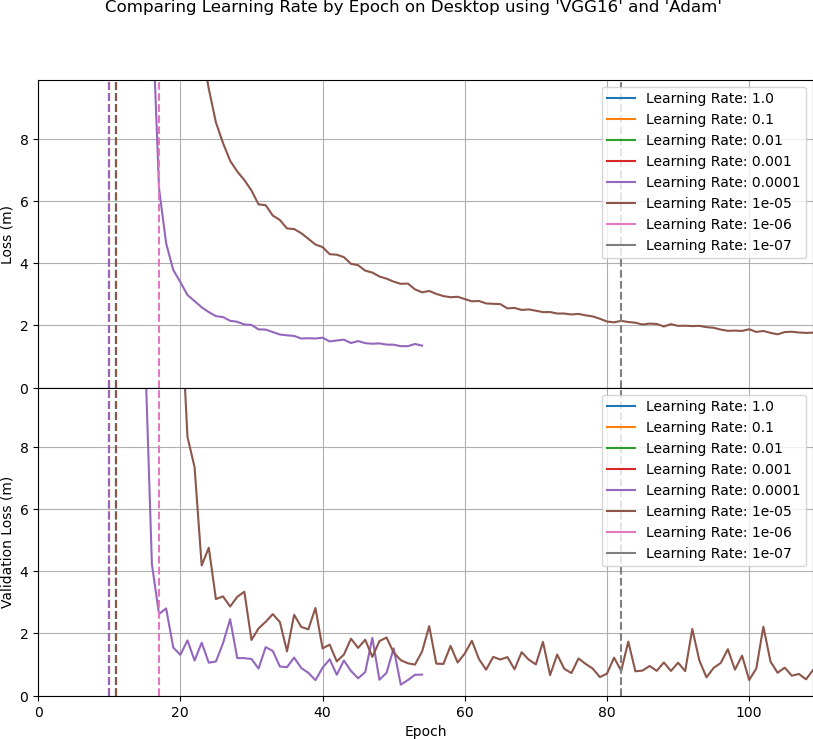 Comparing Learning Rate by Epoch on Desktop using 'VGG16' and 'Adam'
Loss (m)
8
6
4
2
0
Learning Rate: 1.0
Learning Rate: 0.1
Learning Rate: 0.01
Learning Rate: 0.001
Learning Rate: 0.0001
Learning Rate: 1e-05
Learning Rate: 1e-06
Learning Rate: 1e-07
Validation Loss (m)
8
6
4
2
0
Learning Rate: 1.0
Learning Rate: 0.1
Learning Rate: 0.01
Learning Rate: 0.001
Learning Rate: 0.0001
Learning Rate: 1e-05
Learning Rate: 1e-06
Learning Rate: 1e-07
0 20 40 60 80 100
Epoch